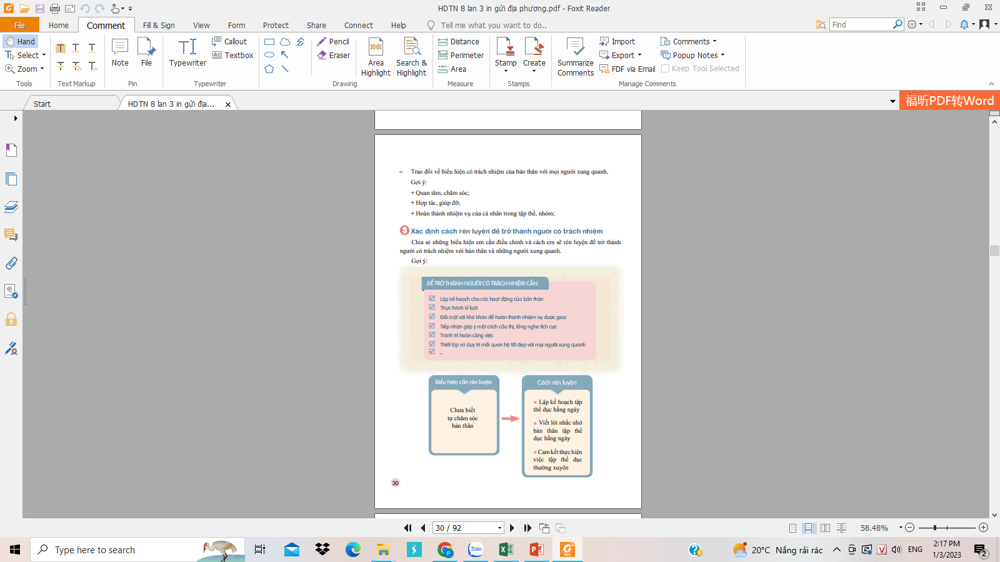 HDTN 8 lan 3 in gửi địa phương.pdf - Foxit Reader
File Home Comment Fill & Sign View Form Protect Share Connect Help Tell me what you want to do.. Find
Hand
Select
Zoom
Tools
T T T
T T T
Text Markup
Note
File
Pin
Typewriter
Callout
Textbox
Typewriter
Pencil
Eraser
Area
Highlight
Search &
Highlight
Drawing
Distance
Perimeter
Area
Measure
Stamp
Create
Stamps
Summarize
Comments
Import
Export
FDF via Email
Comments
Popup Notes
Keep Tool Selected
Manage Comments
Start
HDTN 8 lan 3 in gửi địa...
福昕PDF转Word
– Trao đổi về biểu hiện có trách nhiệm của bản thân với mọi người xung quanh.
Gợi ý:
+ Quan tâm, chăm sóc;
+ Hợp tác, giúp đỡ;
+ Hoàn thành nhiệm vụ của cá nhân trong tập thể, nhóm;
3 Xác định cách rèn luyện để trở thành người có trách nhiệm
Chia sẻ những biểu hiện em cần điều chỉnh và cách em sẽ rèn luyện để trở thành
người có trách nhiệm với bản thân và những người xung quanh.
Gợi ý:
ĐỂ TRỞ THÀNH NGƯỜI CÓ TRÁCH NHIỆM CẦN:
Lập kế hoạch cho các hoạt động của bản thân
Thực hành kỉ luật
Đối mặt với khó khăn để hoàn thành nhiệm vụ được giao
Tiếp nhận góp ý một cách cầu thị, lắng nghe tích cực
Tránh trì hoãn công việc
Thiết lập và duy trì mối quan hệ tốt đẹp với mọi người xung quanh
...
Biểu hiện cần rèn luyện
Chưa biết
tự chăm sóc
bản thân
Cách rèn luyện
* Lập kế hoạch tập
thể dục hằng ngày
* Viết lời nhắc nhở
bản thân tập thể
dục hằng ngày
* Cam kết thực hiện
việc tập thể dục
thường xuyên
30
30 / 92
58.48%
Type here to search
Zalo
20°C Nắng rải rác
ENG
2:17 PM
1/3/2023
2